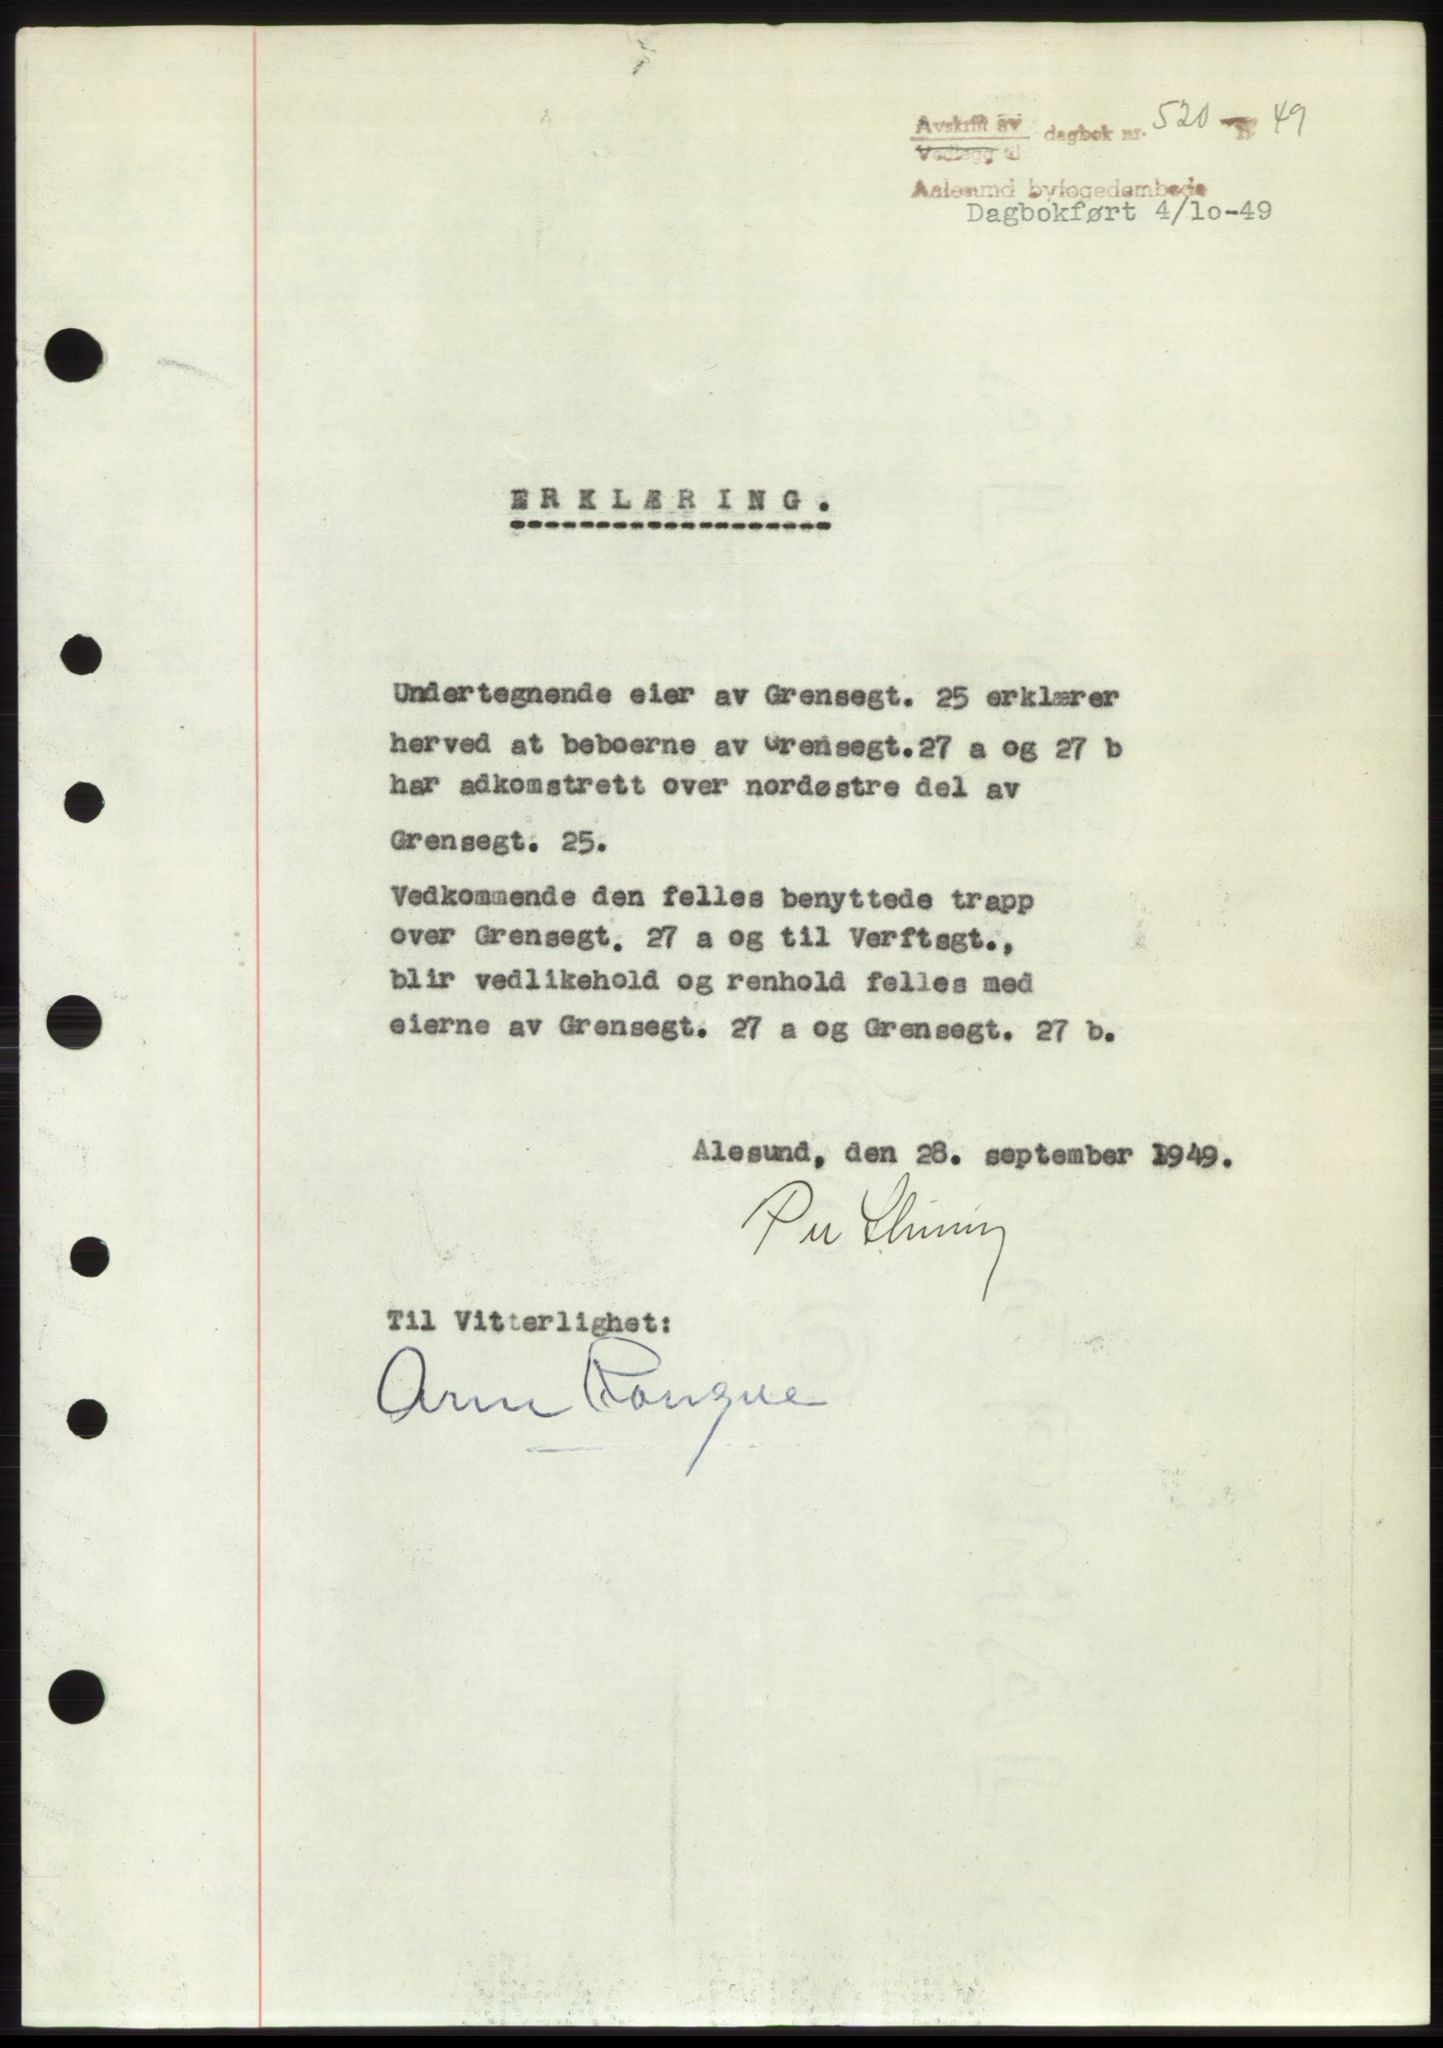 Avskrift av
Vedlegg til
dagbok nr. 520 49
Aalesund byfogedembede
Dagbokført 4/10-49
ERKLÆRING.
Undertegnende eier av Grensegt. 25 erklærer
herved at beboerne av Grensegt.27 a og 27 b
har adkomstrett over nordøstre del av
Grensegt. 25.
Vedkommende den felles benyttede trapp
over Grensegt. 27 a og til Verftsgt.,
blir vedlikehold og renhold felles med
eierne av Grensegt. 27 a og Grensegt. 27 b.
Alesund, den 28. september 1949.
Per
Til Vitterlighet: